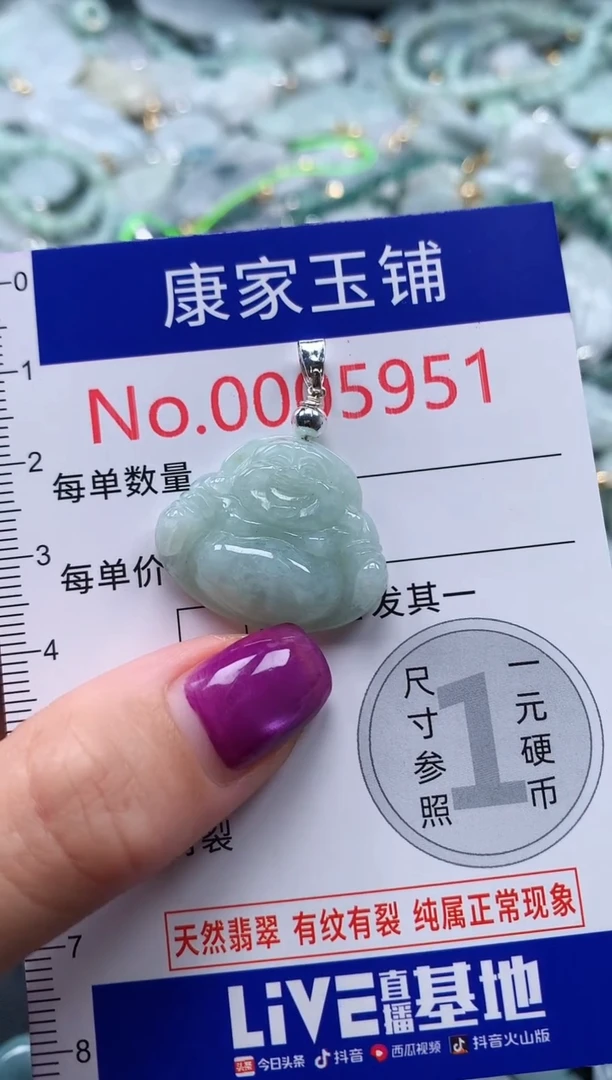 康家玉铺
No.0005951
每单数量
每单价
发其一
尺寸参照
1
一元硬币
裂
天然翡翠 有纹有裂 纯属正常现象
LiVE直播基地
头条 今日头条 抖音 西瓜视频 抖音火山版
0
1
2
3
4
7
8